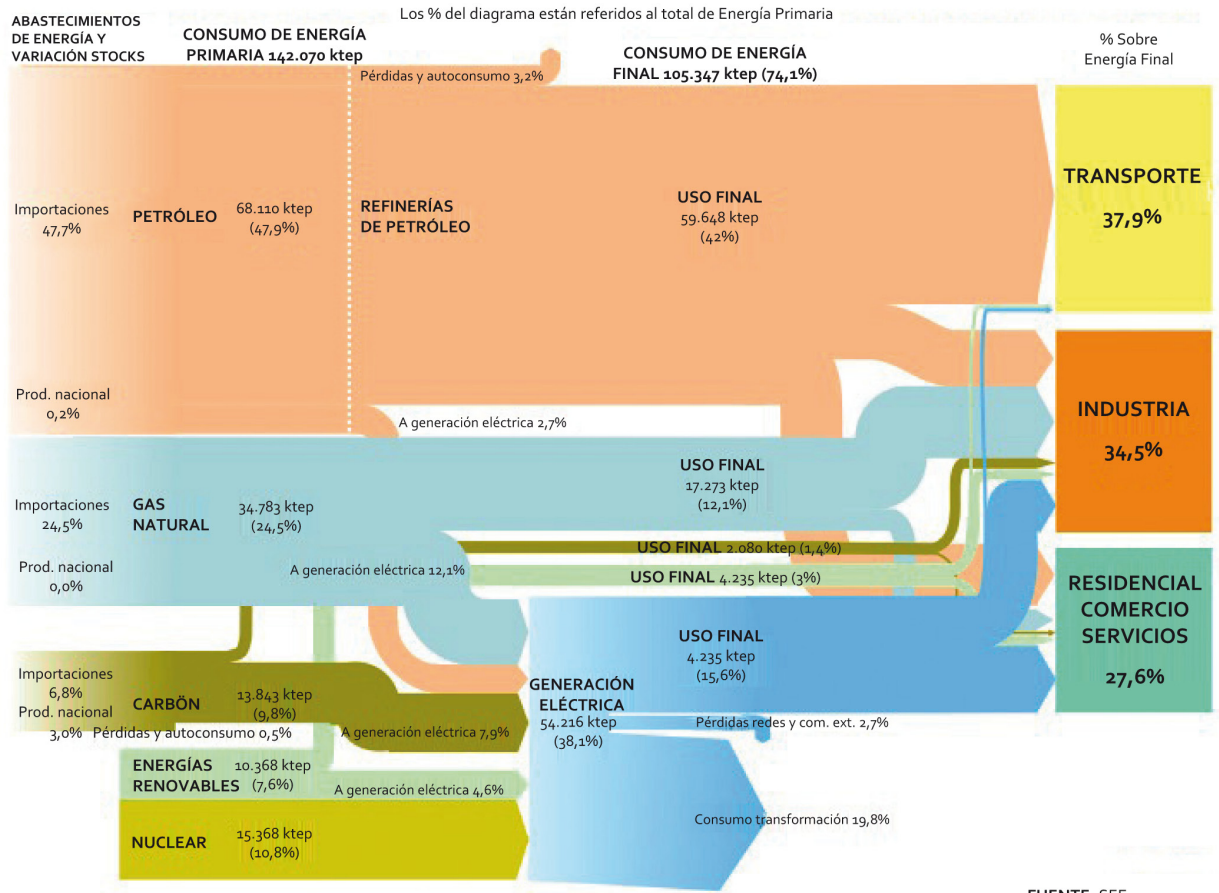 Los % del diagrama están referidos al total de Energía Primaria
ABASTECIMIENTOS
DE ENERGÍA Y
VARIACIÓN STOCKS
CONSUMO DE ENERGÍA
PRIMARIA 142.070 ktep
CONSUMO DE ENERGÍA
FINAL 105.347 ktep (74,1%)
% Sobre
Energía Final
Pérdidas y autoconsumo 3,2%
Importaciones
47,7%
PETRÓLEO
68.110 ktep
(47,9%)
REFINERÍAS
DE PETRÓLEO
USO FINAL
59.648 ktep
(42%)
TRANSPORTE
37,9%
Prod. nacional
0,2%
A generación eléctrica 2,7%
INDUSTRIA
34,5%
Importaciones
24,5%
GAS
NATURAL
34.783 ktep
(24,5%)
USO FINAL
17.273 ktep
(12,1%)
Prod. nacional
0,0%
A generación eléctrica 12,1%
USO FINAL 2.080 ktep (1,4%)
USO FINAL 4.235 ktep (3%)
RESIDENCIAL
COMERCIO
SERVICIOS
27,6%
USO FINAL
4.235 ktep
(15,6%)
Importaciones
6,8%
Prod. nacional
3,0%
CARBÖN
13.843 ktep
(9,8%)
Pérdidas y autoconsumo 0,5%
A generación eléctrica 7,9%
GENERACIÓN
ELÉCTRICA
54.216 ktep
(38,1%)
Pérdidas redes y com. ext. 2,7%
ENERGÍAS
RENOVABLES
10.368 ktep
(7,6%)
A generación eléctrica 4,6%
Consumo transformación 19,8%
NUCLEAR
15.368 ktep
(10,8%)